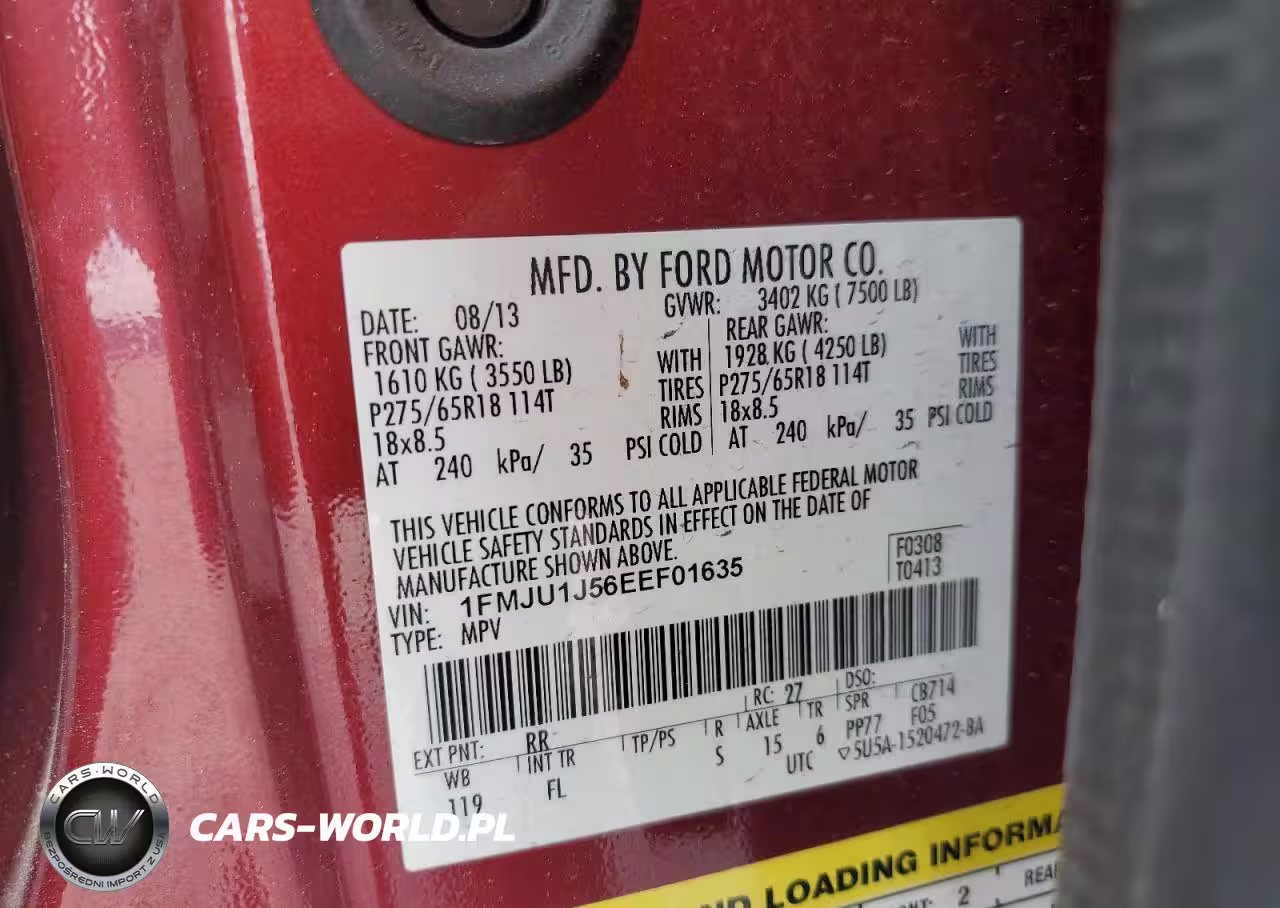 MFD. BY FORD MOTOR CO.
DATE: 08/13
GVWR: 3402 KG ( 7500 LB)
FRONT GAWR:
1610 KG ( 3550 LB) WITH
P275/65R18 114T TIRES
18x8.5 RIMS
AT 240 kPa/ 35 PSI COLD
REAR GAWR:
1928 KG ( 4250 LB) WITH
P275/65R18 114T TIRES
18x8.5 RIMS
AT 240 kPa/ 35 PSI COLD
THIS VEHICLE CONFORMS TO ALL APPLICABLE FEDERAL MOTOR
VEHICLE SAFETY STANDARDS IN EFFECT ON THE DATE OF
MANUFACTURE SHOWN ABOVE.
F0308
T0413
VIN: 1FMJU1J56EEF01635
TYPE: MPV
EXT PNT: RR RC: 27 DSO:
WB INT TR TP/PS R AXLE TR SPR CB714
119 FL S 15 6 PP77 F05
UTC ▽5U5A-1520472-BA
CARS-WORLD
CW
BEZPOŚREDNI IMPORT Z USA
CARS-WORLD.PL
ND LOADING INFORMA
2 REA